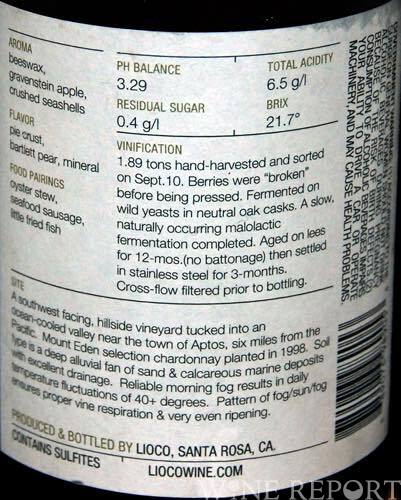 AROMA
beeswax,
gravenstein apple,
crushed seashells
FLAVOR
pie crust,
bartlett pear, mineral
FOOD PAIRINGS
oyster stew,
seafood sausage,
little fried fish
PH BALANCE
3.29
TOTAL ACIDITY
6.5 g/l
RESIDUAL SUGAR
0.4 g/l
BRIX
21.7°
VINIFICATION
1.89 tons hand-harvested and sorted
on Sept.10. Berries were “broken”
before being pressed. Fermented on
wild yeasts in neutral oak casks. A slow,
naturally occurring malolactic
fermentation completed. Aged on lees
for 12-mos.(no battonage) then settled
in stainless steel for 3-months.
Cross-flow filtered prior to bottling.
SITE
A southwest facing, hillside vineyard tucked into an
ocean-cooled valley near the town of Aptos, six miles from the
Pacific. Mount Eden selection chardonnay planted in 1998. Soil
type is a deep alluvial fan of sand & calcareous marine deposits
with excellent drainage. Reliable morning fog results in daily
temperature fluctuations of 40+ degrees. Pattern of fog/sun/fog
ensures proper vine respiration & very even ripening.
PRODUCED & BOTTLED BY LIOCO, SANTA ROSA, CA.
CONTAINS SULFITES
LIOCOWINE.COM
YOUR ABILITY TO DRIVE A CAR OR OPERATE
MACHINERY AND MAY CAUSE HEALTH PROBLEMS.
WINE REPORT